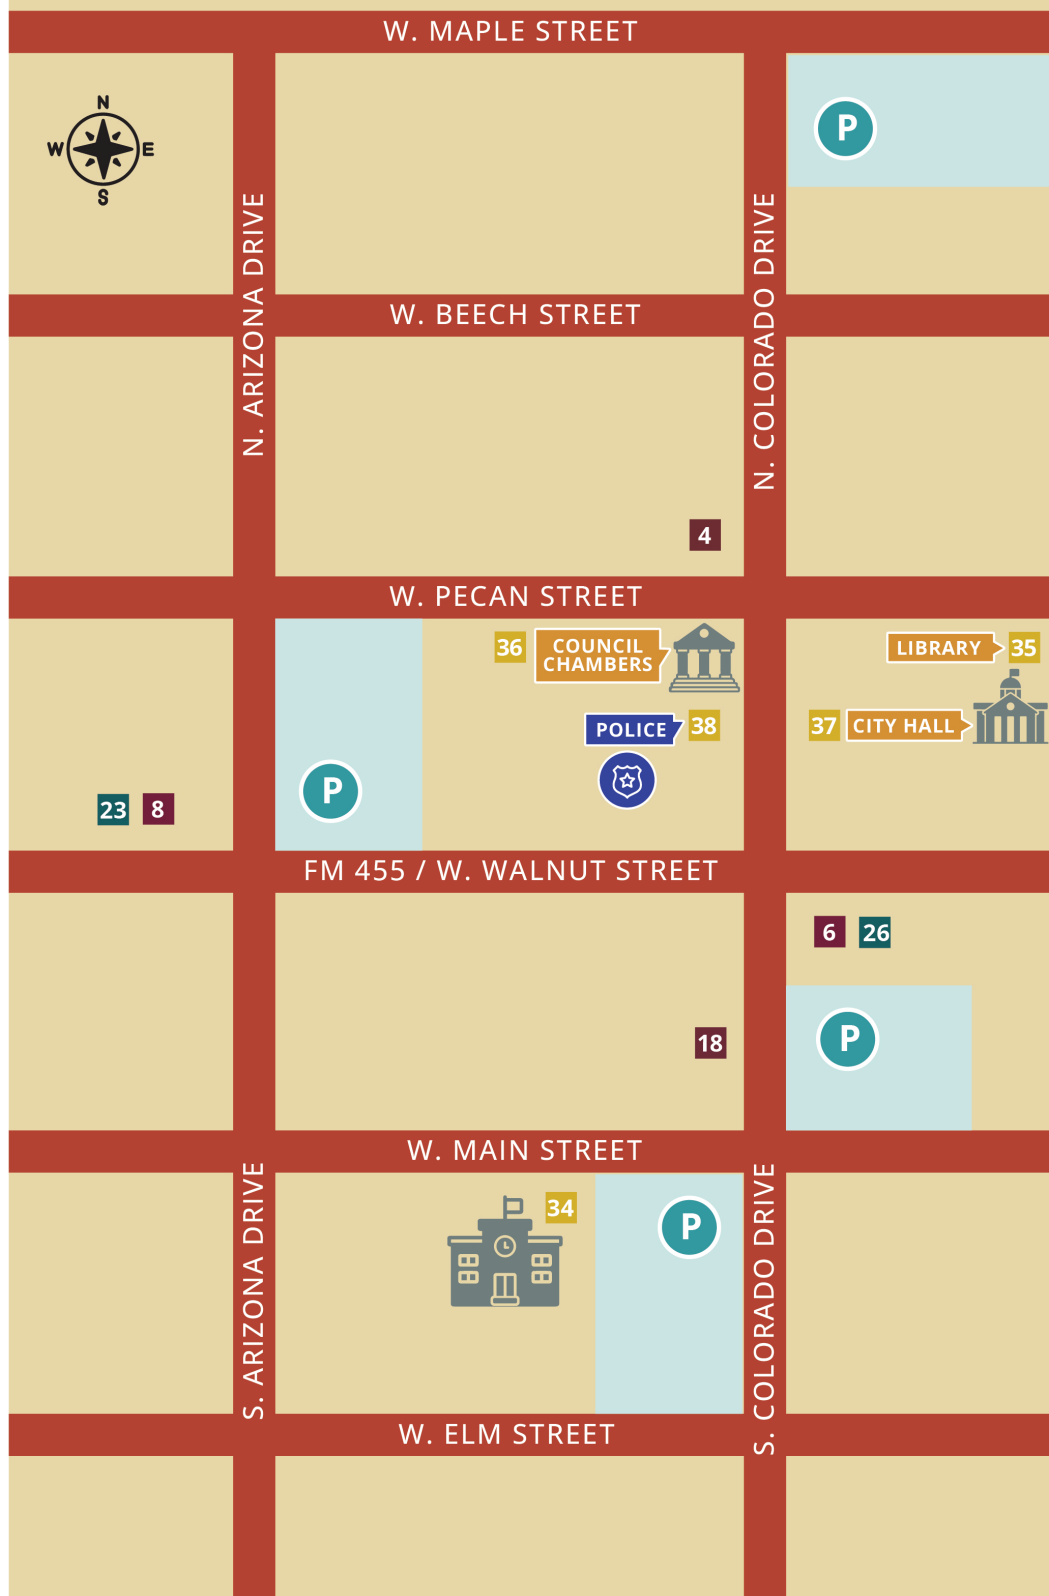 W. MAPLE STREET
N
W E
S
P
N. ARIZONA DRIVE
N. COLORADO DRIVE
W. BEECH STREET
4
W. PECAN STREET
36
COUNCIL
CHAMBERS
LIBRARY 35
POLICE 38
37 CITY HALL
P
23 8
FM 455 / W. WALNUT STREET
6 26
18
P
W. MAIN STREET
S. ARIZONA DRIVE
34
P
S. COLORADO DRIVE
W. ELM STREET